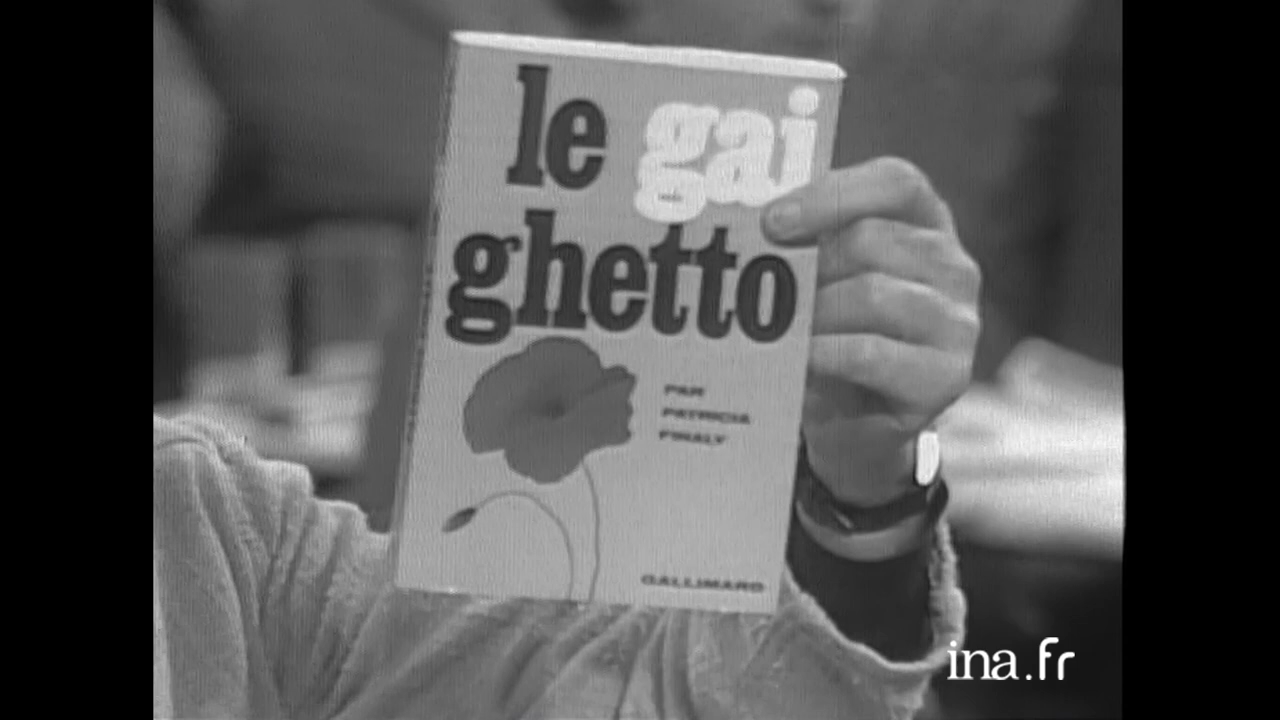 le gai
ghetto
PAR
PATRICIA
FINALY
GALLIMARD
ina.fr